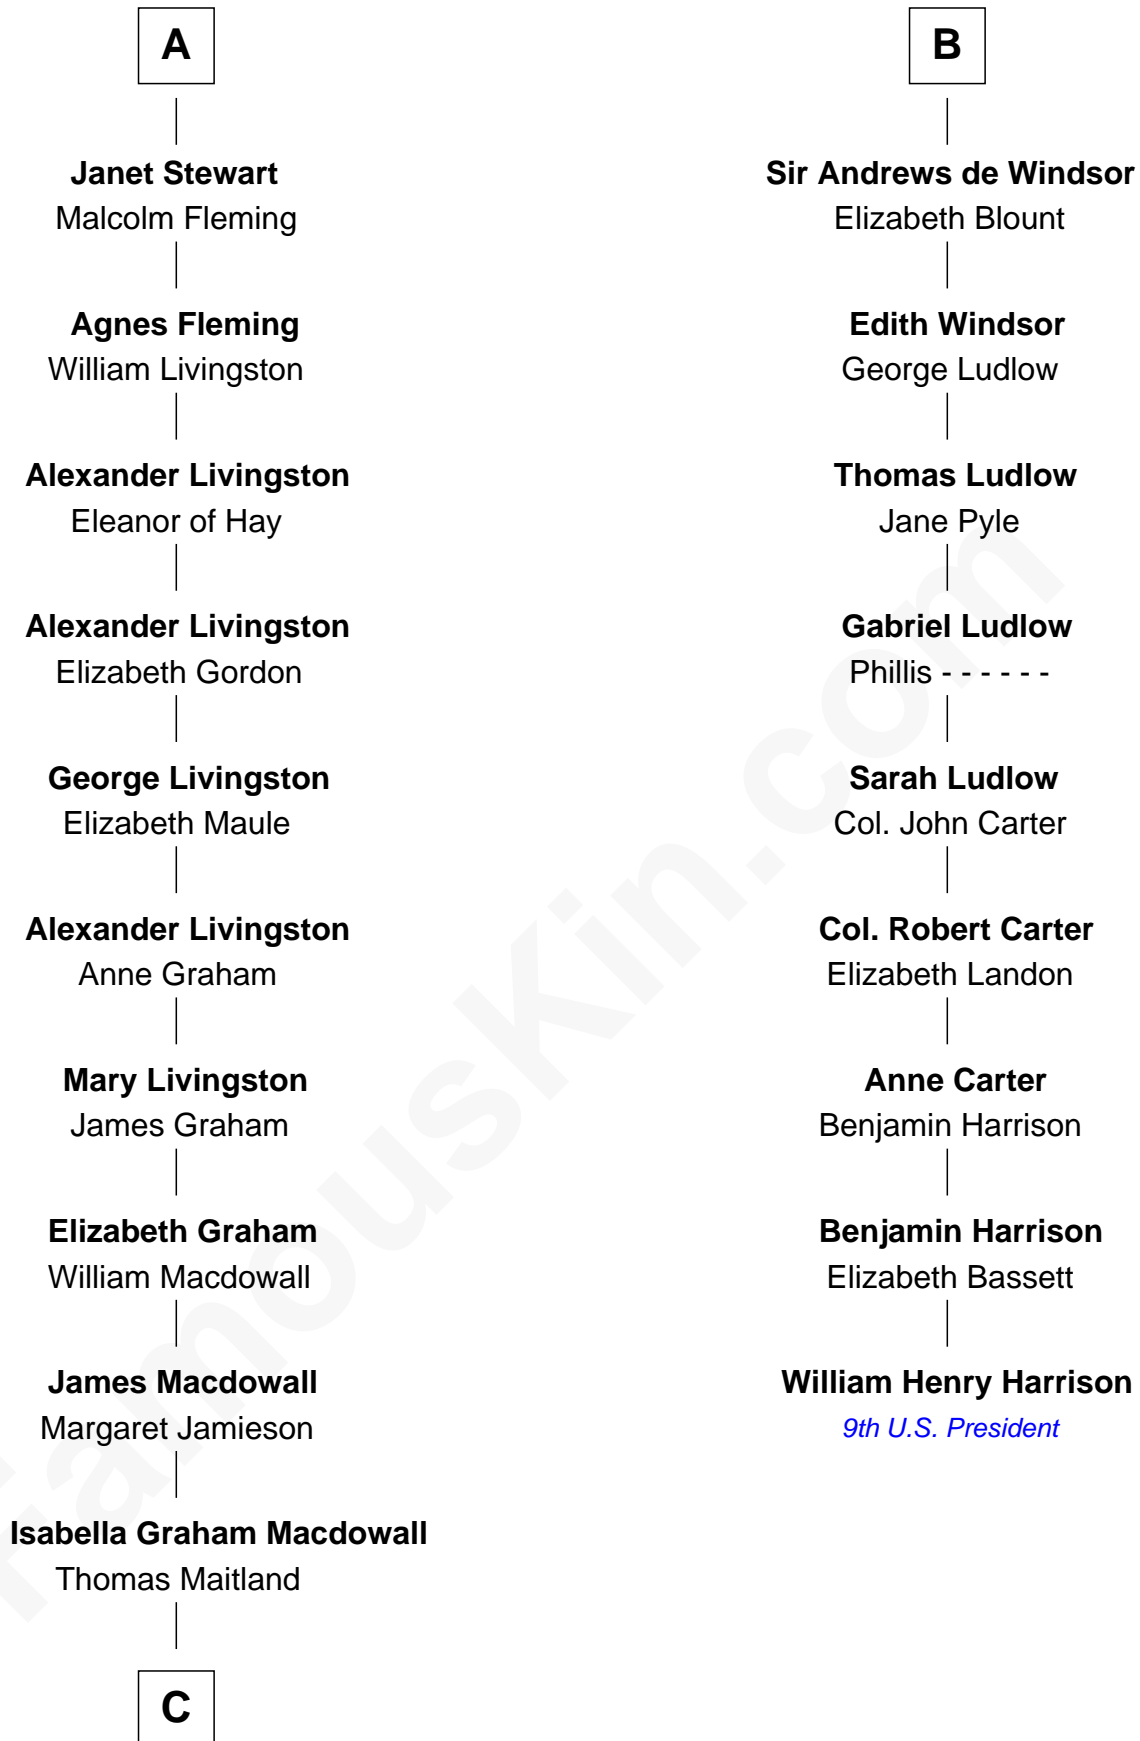 A
Janet Stewart
Malcolm Fleming
Agnes Fleming
William Livingston
Alexander Livingston
Eleanor of Hay
Alexander Livingston
Elizabeth Gordon
George Livingston
Elizabeth Maule
Alexander Livingston
Anne Graham
Mary Livingston
James Graham
Elizabeth Graham
William Macdowall
James Macdowall
Margaret Jamieson
Isabella Graham Macdowall
Thomas Maitland
C
B
Sir Andrews de Windsor
Elizabeth Blount
Edith Windsor
George Ludlow
Thomas Ludlow
Jane Pyle
Gabriel Ludlow
Phillis - - - - - -
Sarah Ludlow
Col. John Carter
Col. Robert Carter
Elizabeth Landon
Anne Carter
Benjamin Harrison
Benjamin Harrison
Elizabeth Bassett
William Henry Harrison
9th U.S. President
FamousKin.com